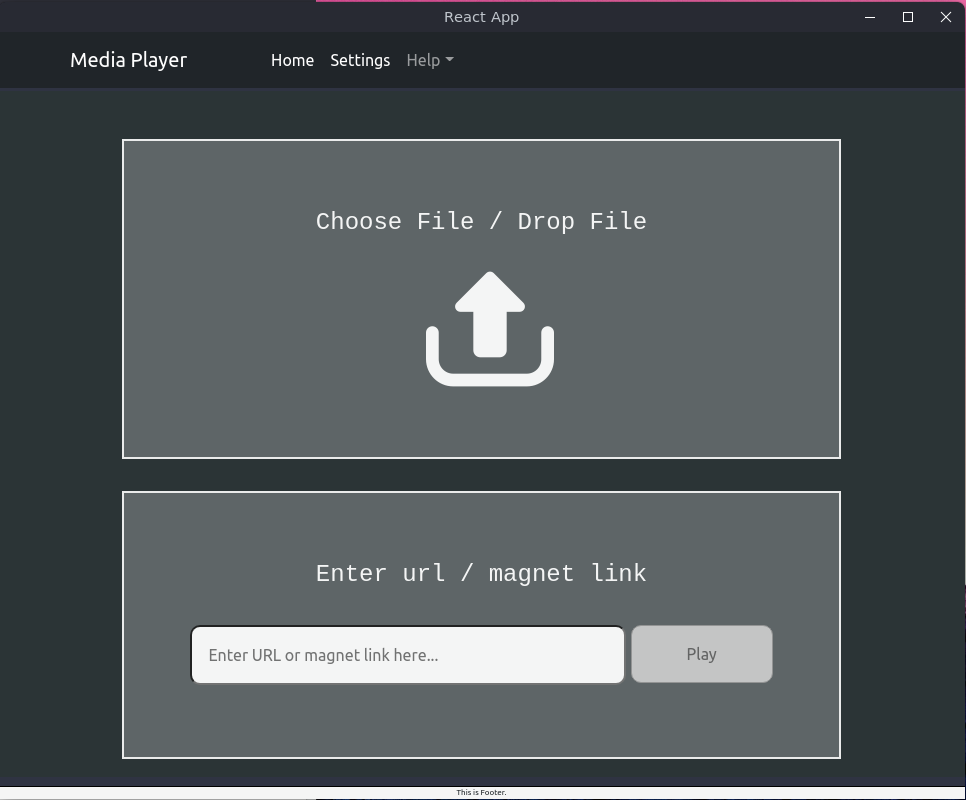 React App
Media Player Home Settings Help
Choose File / Drop File
Enter url / magnet link
Enter URL or magnet link here... Play
This is Footer.